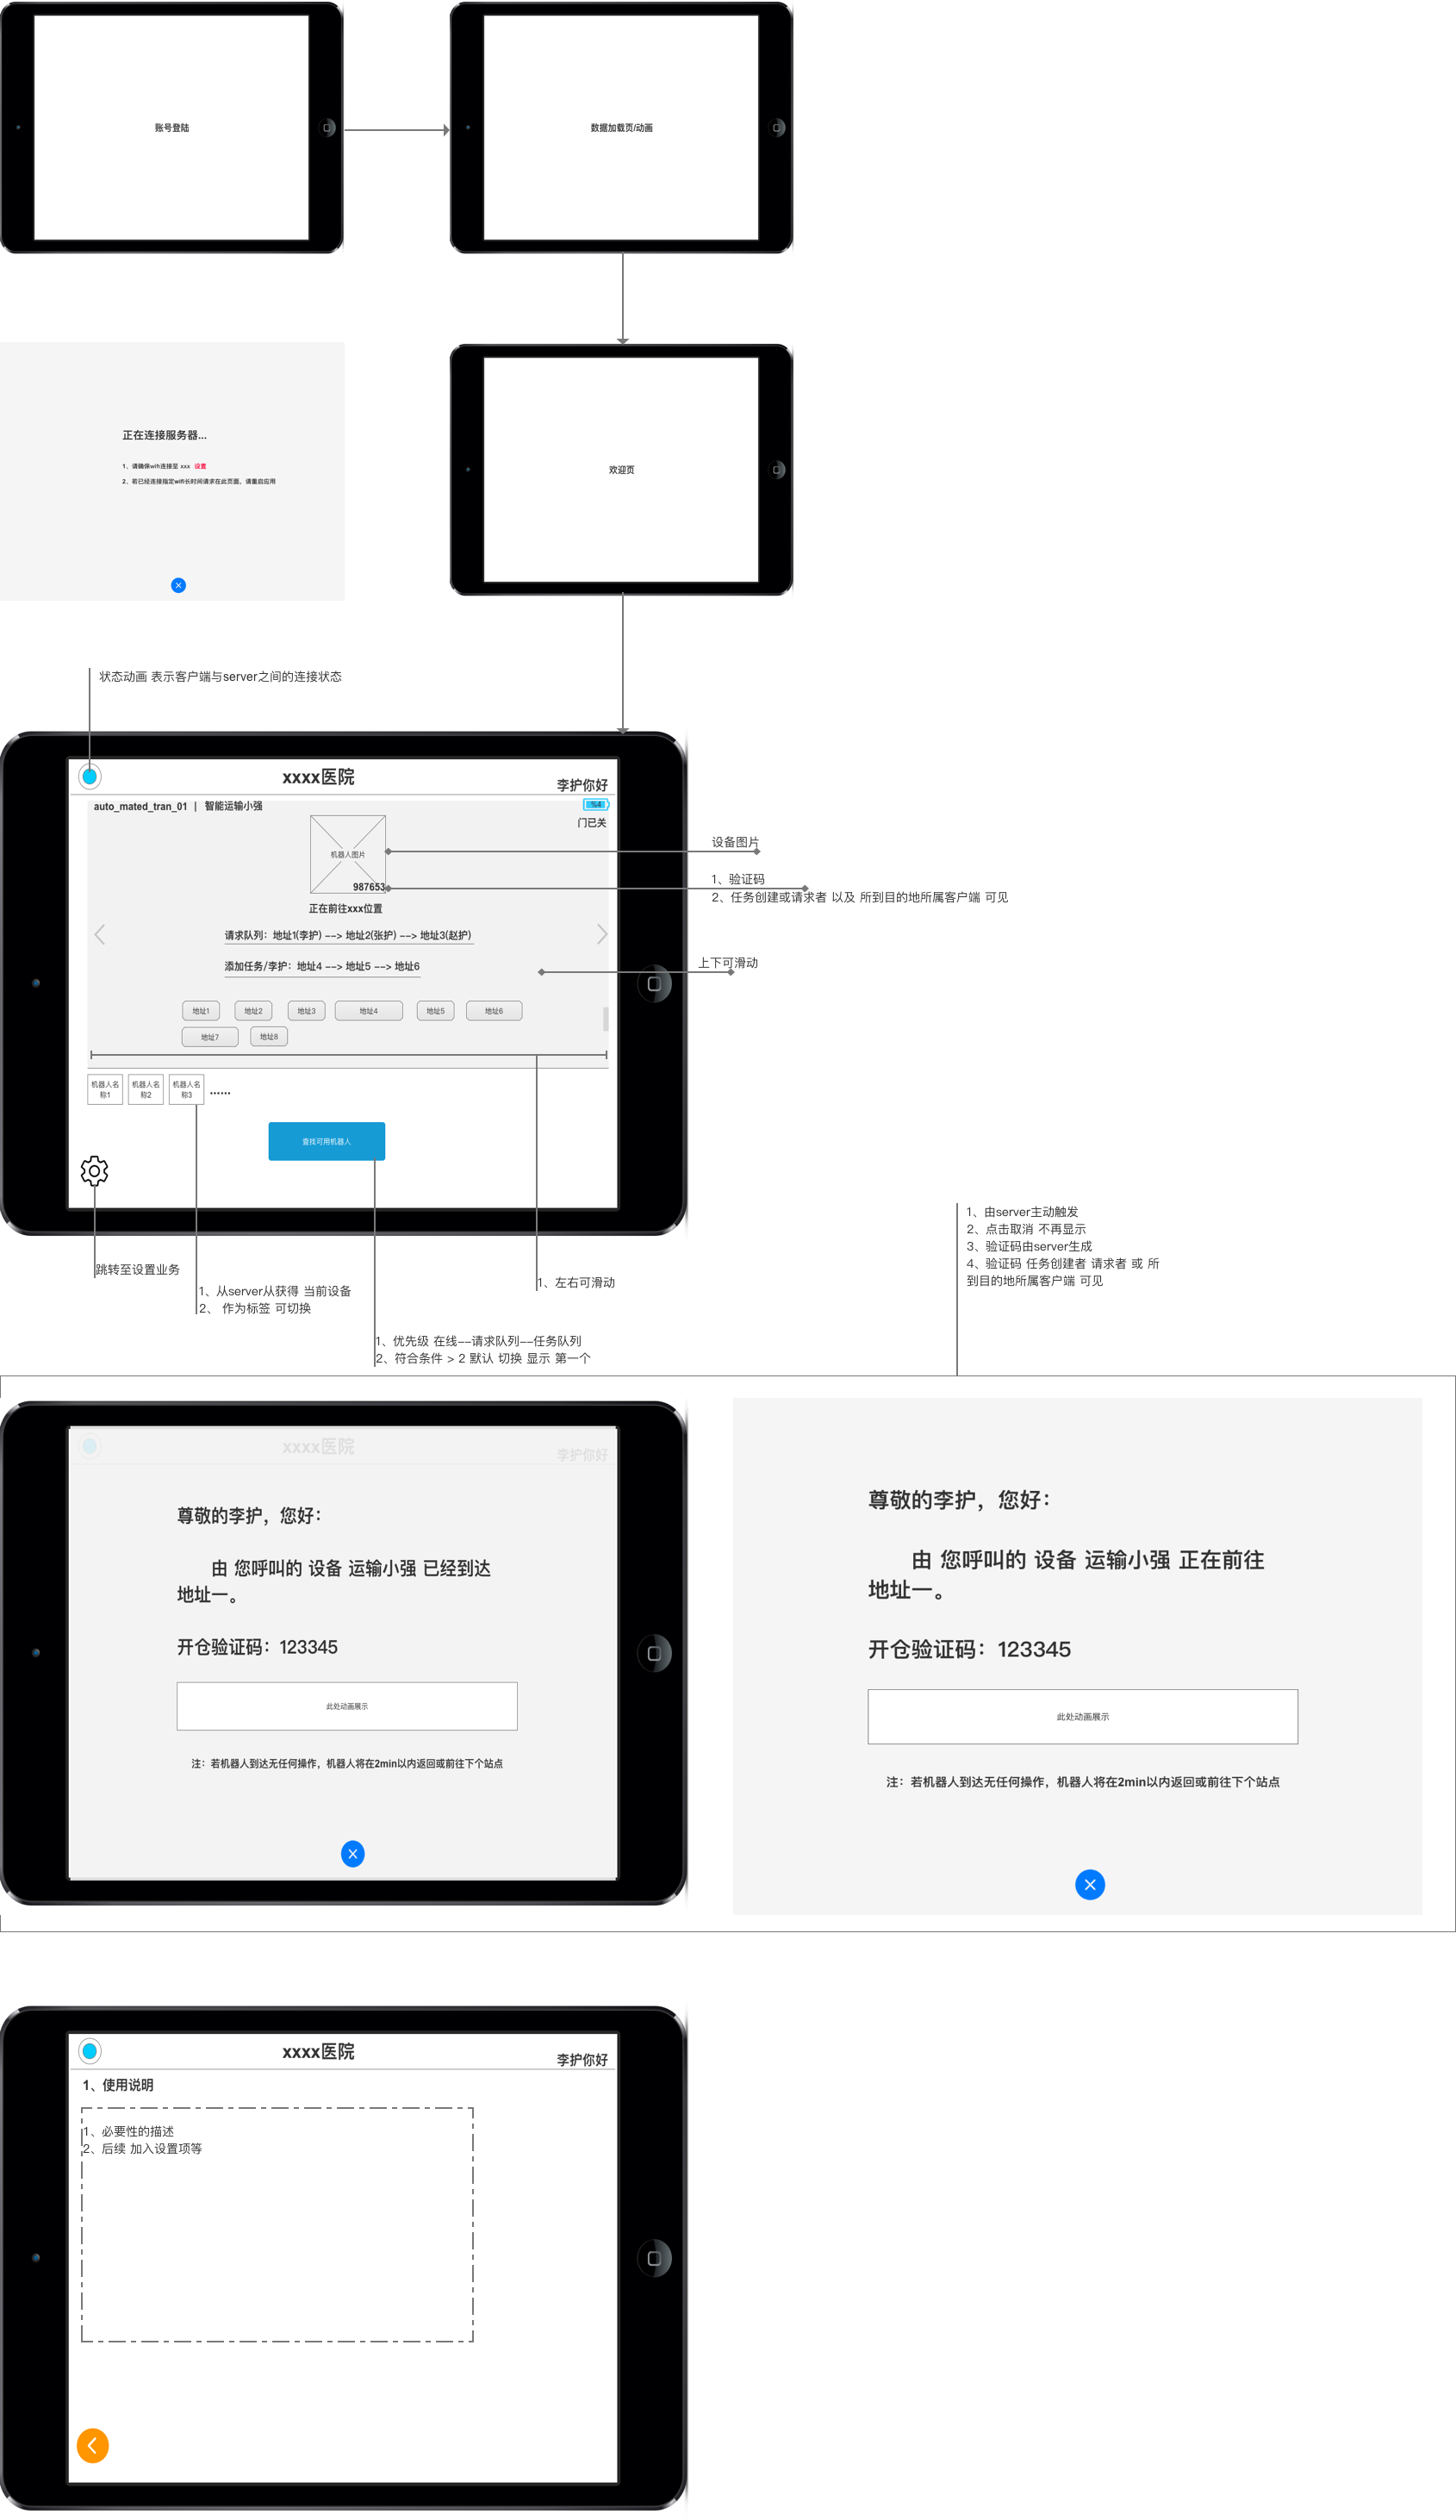 账号登陆
数据加载页/动画
正在连接服务器...
1、请确保wifi连接至 xxx 设置
2、若已经连接指定wifi长时间请求在此页面，请重启应用
欢迎页
状态动画 表示客户端与server之间的连接状态
xxxx医院
李护你好
auto_mated_tran_01 | 智能运输小强
%4
门已关
机器人图片
987653
正在前往xxx位置
请求队列：地址1(李护) --> 地址2(张护) --> 地址3(赵护)
添加任务/李护：地址4 --> 地址5 --> 地址6
地址1 地址2 地址3 地址4 地址5 地址6
地址7 地址8
设备图片
1、验证码
2、任务创建或请求者 以及 所到目的地所属客户端 可见
上下可滑动
机器人名称1
机器人名称2
机器人名称3
......
查找可用机器人
跳转至设置业务
1、从server从获得 当前设备
2、 作为标签 可切换
1、左右可滑动
1、优先级 在线--请求队列--任务队列
2、符合条件 > 2 默认 切换 显示 第一个
1、由server主动触发
2、点击取消 不再显示
3、验证码由server生成
4、验证码 任务创建者 请求者 或 所
到目的地所属客户端 可见
xxxx医院
李护你好
尊敬的李护，您好：
由 您呼叫的 设备 运输小强 已经到达
地址一。
开仓验证码：123345
此处动画展示
注：若机器人到达无任何操作，机器人将在2min以内返回或前往下个站点
尊敬的李护，您好：
由 您呼叫的 设备 运输小强 正在前往
地址一。
开仓验证码：123345
此处动画展示
注：若机器人到达无任何操作，机器人将在2min以内返回或前往下个站点
xxxx医院
李护你好
1、使用说明
1、必要性的描述
2、后续 加入设置项等